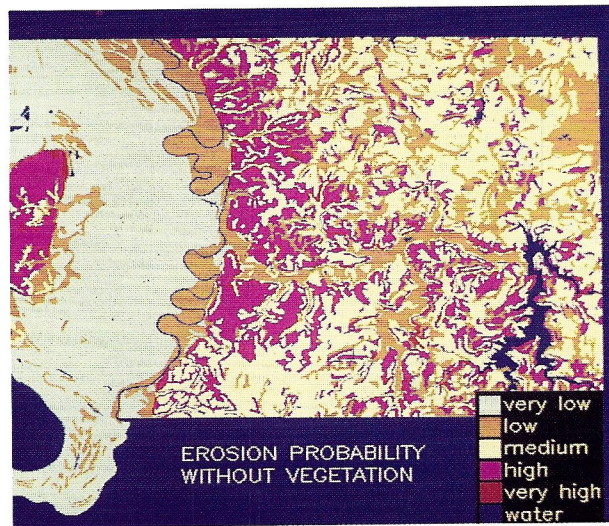 EROSION PROBABILITY
WITHOUT VEGETATION
very low
low
medium
high
very high
water